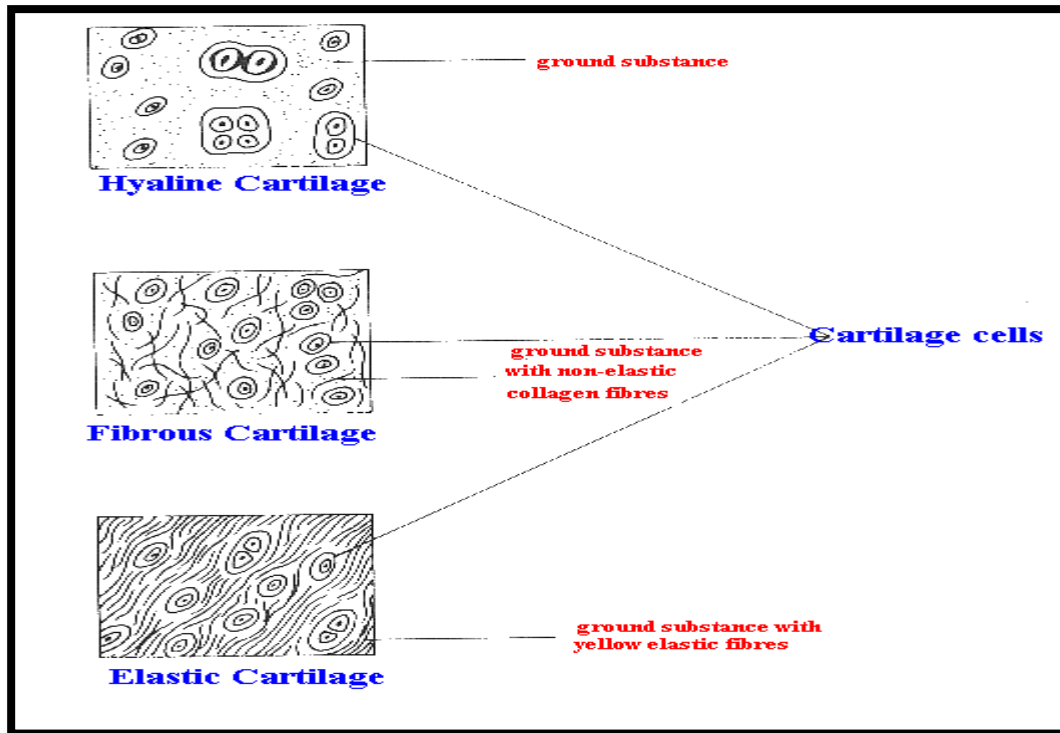 ground substance
Hyaline Cartilage
Cartilage cells
ground substance
with non-elastic
collagen fibres
Fibrous Cartilage
ground substance with
yellow elastic fibres
Elastic Cartilage